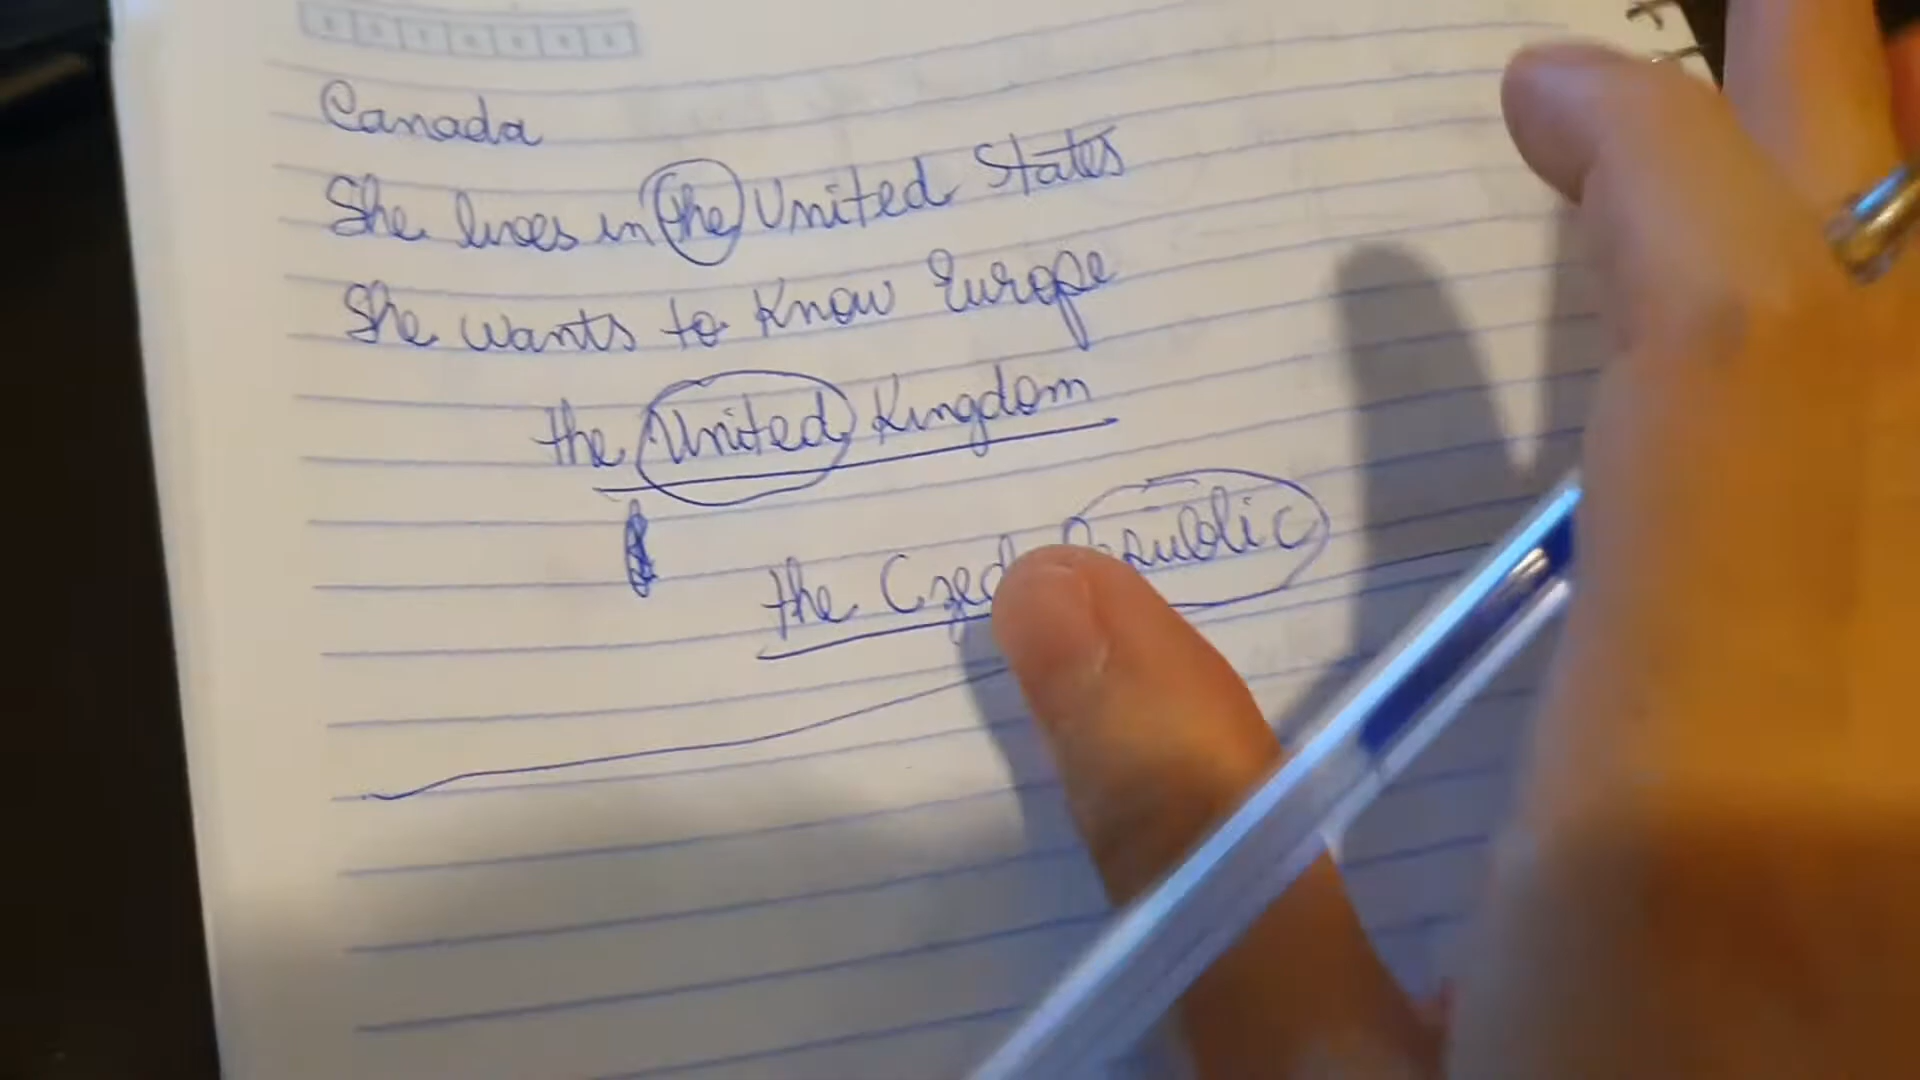 Canada
She lives in the United States
She wants to Know Europe
the United Kingdom
the Czech Republic